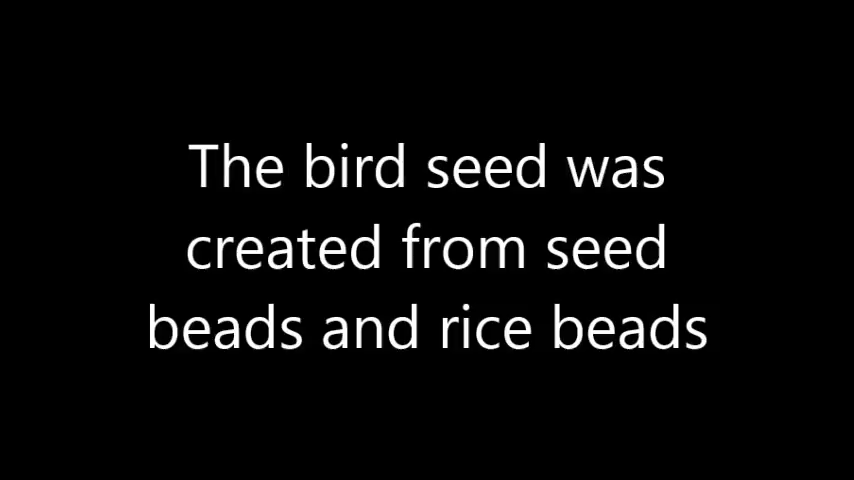 The bird seed was
created from seed
beads and rice beads